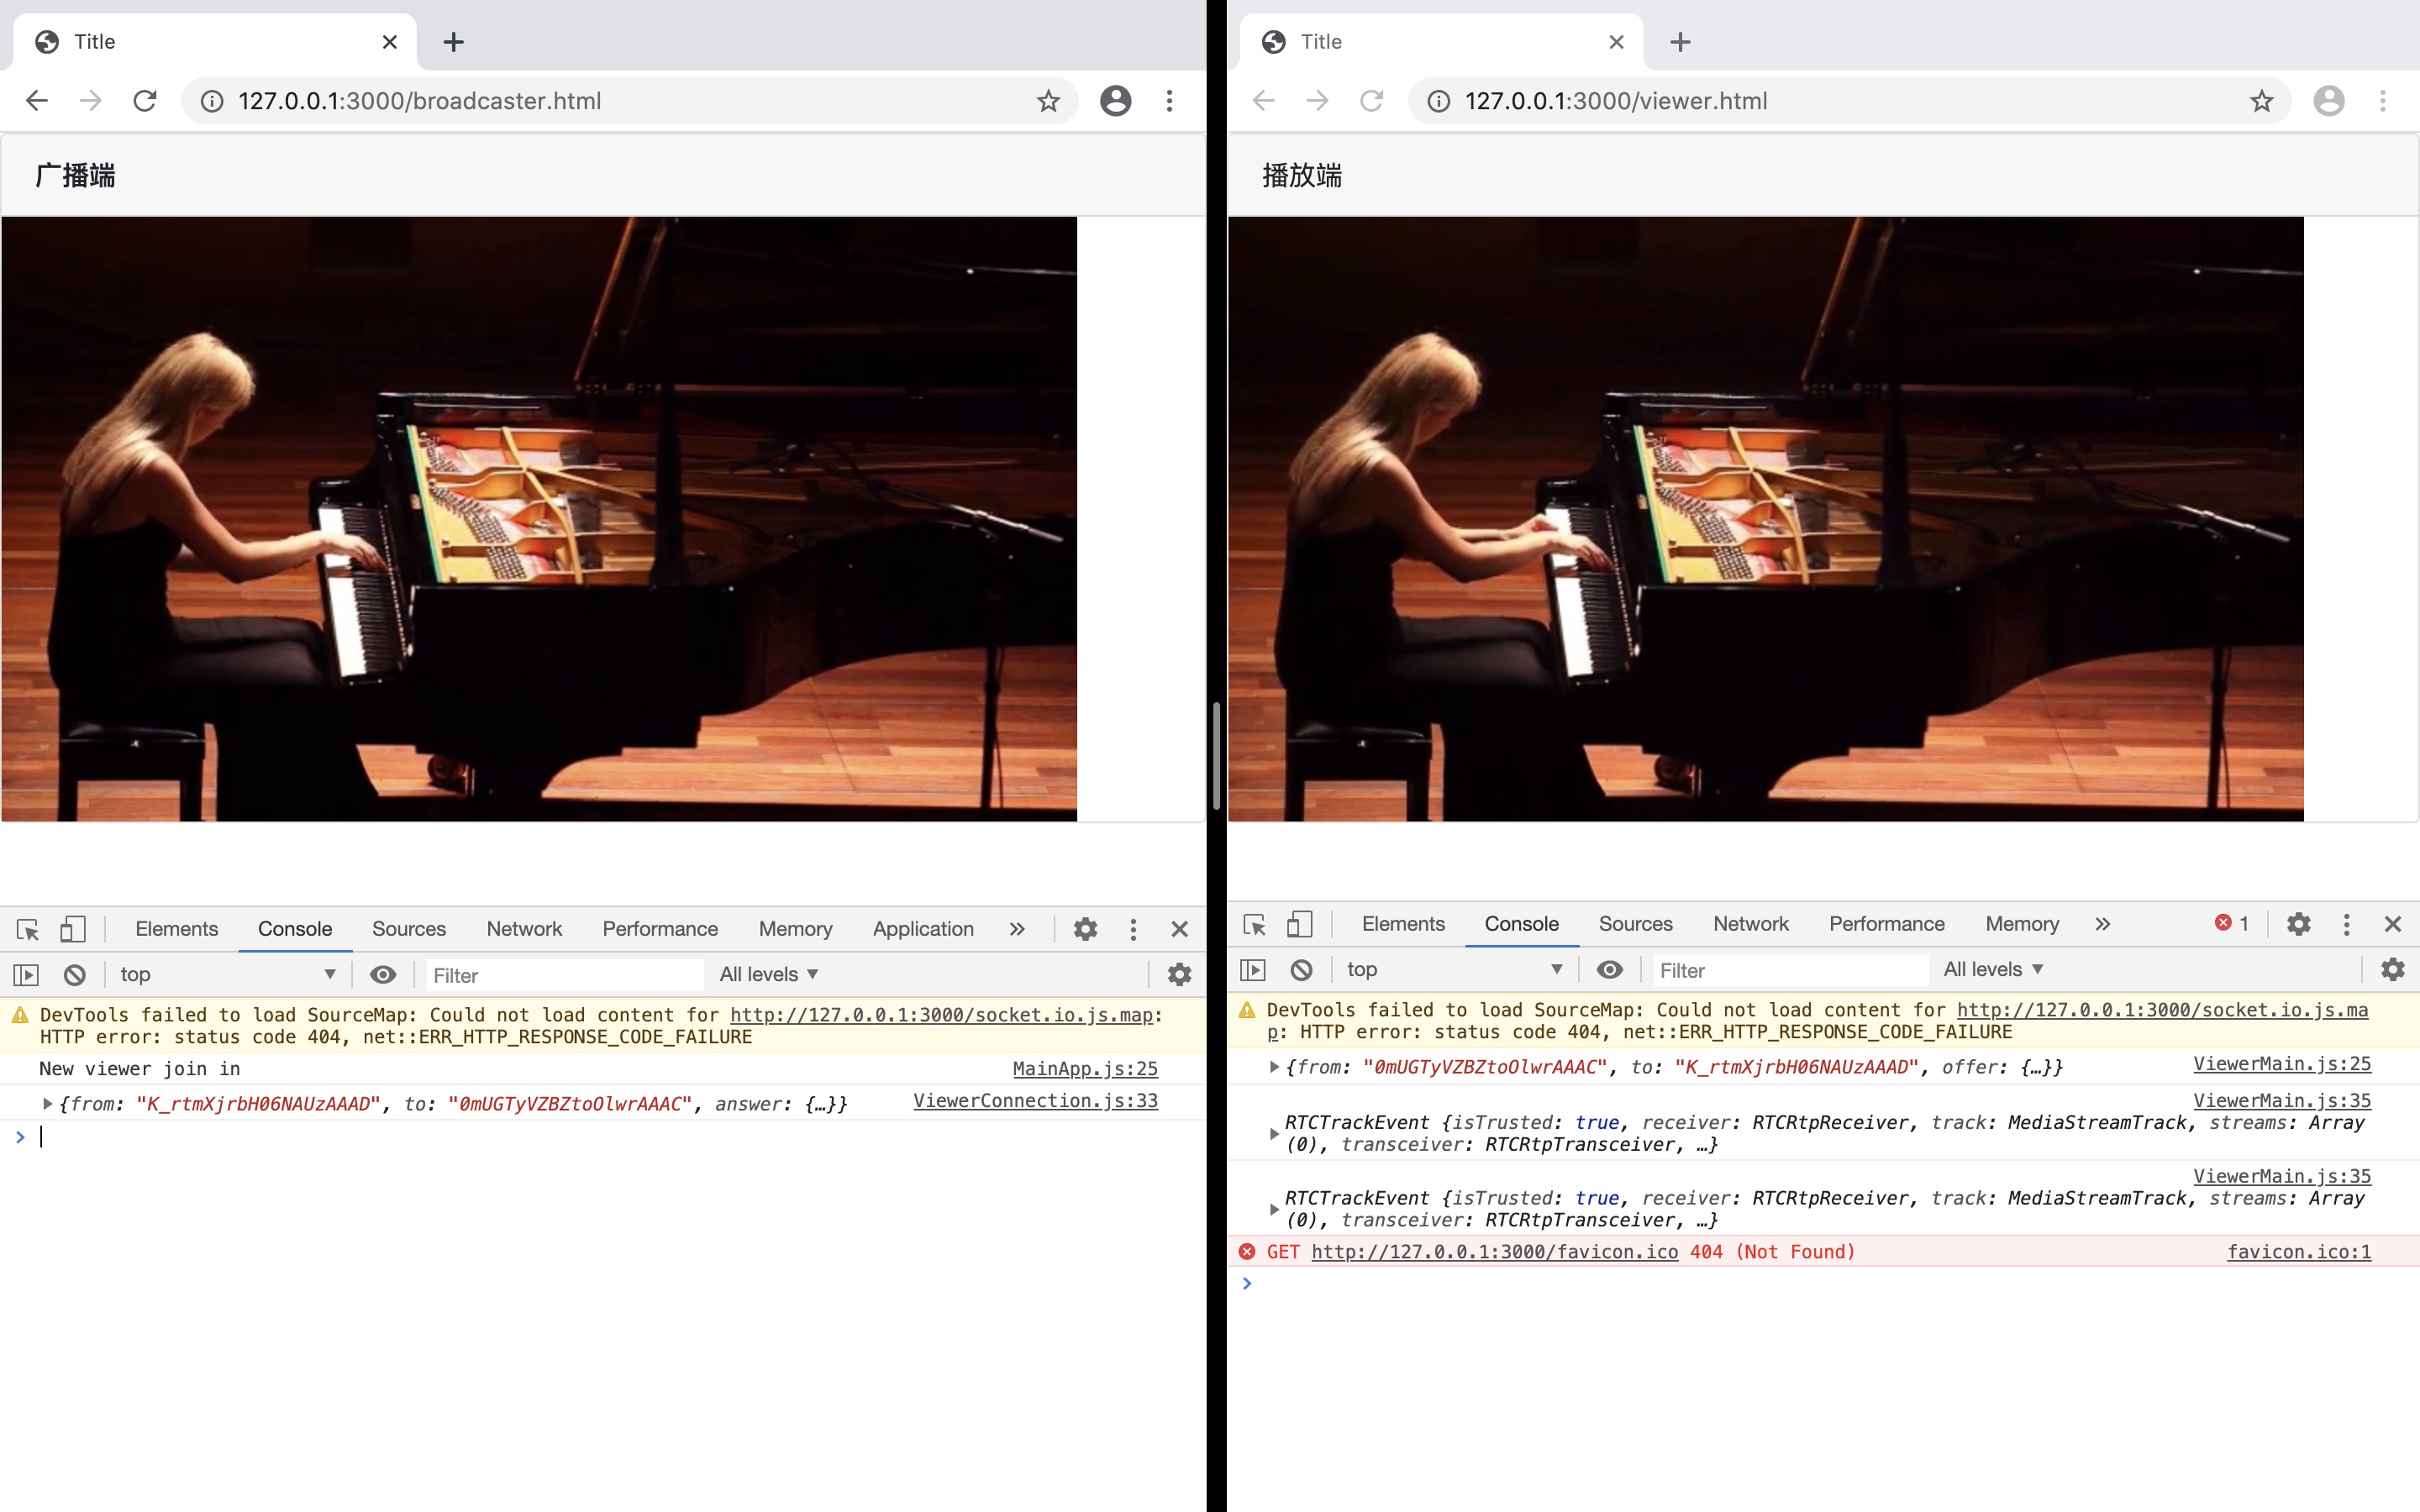 Title
127.0.0.1:3000/broadcaster.html
广播端
Elements Console Sources Network Performance Memory Application »
top ▼ Filter All levels ▼
DevTools failed to load SourceMap: Could not load content for http://127.0.0.1:3000/socket.io.js.map:
HTTP error: status code 404, net::ERR_HTTP_RESPONSE_CODE_FAILURE
New viewer join in MainApp.js:25
{from: "K_rtmXjrbH06NAUzAAAD", to: "0mUGTyVZBZtoOlwrAAAC", answer: {…}} ViewerConnection.js:33
Title
127.0.0.1:3000/viewer.html
播放端
Elements Console Sources Network Performance Memory » 1
top ▼ Filter All levels ▼
DevTools failed to load SourceMap: Could not load content for http://127.0.0.1:3000/socket.io.js.ma
p: HTTP error: status code 404, net::ERR_HTTP_RESPONSE_CODE_FAILURE
{from: "0mUGTyVZBZtoOlwrAAAC", to: "K_rtmXjrbH06NAUzAAAD", offer: {…}} ViewerMain.js:25
ViewerMain.js:35
RTCTrackEvent {isTrusted: true, receiver: RTCRtpReceiver, track: MediaStreamTrack, streams: Array
(0), transceiver: RTCRtpTransceiver, …}
ViewerMain.js:35
RTCTrackEvent {isTrusted: true, receiver: RTCRtpReceiver, track: MediaStreamTrack, streams: Array
(0), transceiver: RTCRtpTransceiver, …}
GET http://127.0.0.1:3000/favicon.ico 404 (Not Found) favicon.ico:1